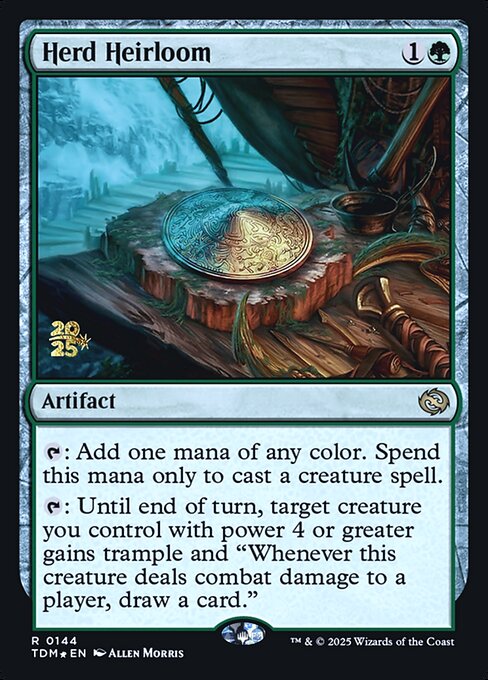 Herd Heirloom 1
20
25
Artifact
: Add one mana of any color. Spend
this mana only to cast a creature spell.
: Until end of turn, target creature
you control with power 4 or greater
gains trample and “Whenever this
creature deals combat damage to a
player, draw a card.”
R 0144
TDM★EN Allen Morris
™ & © 2025 Wizards of the Coast